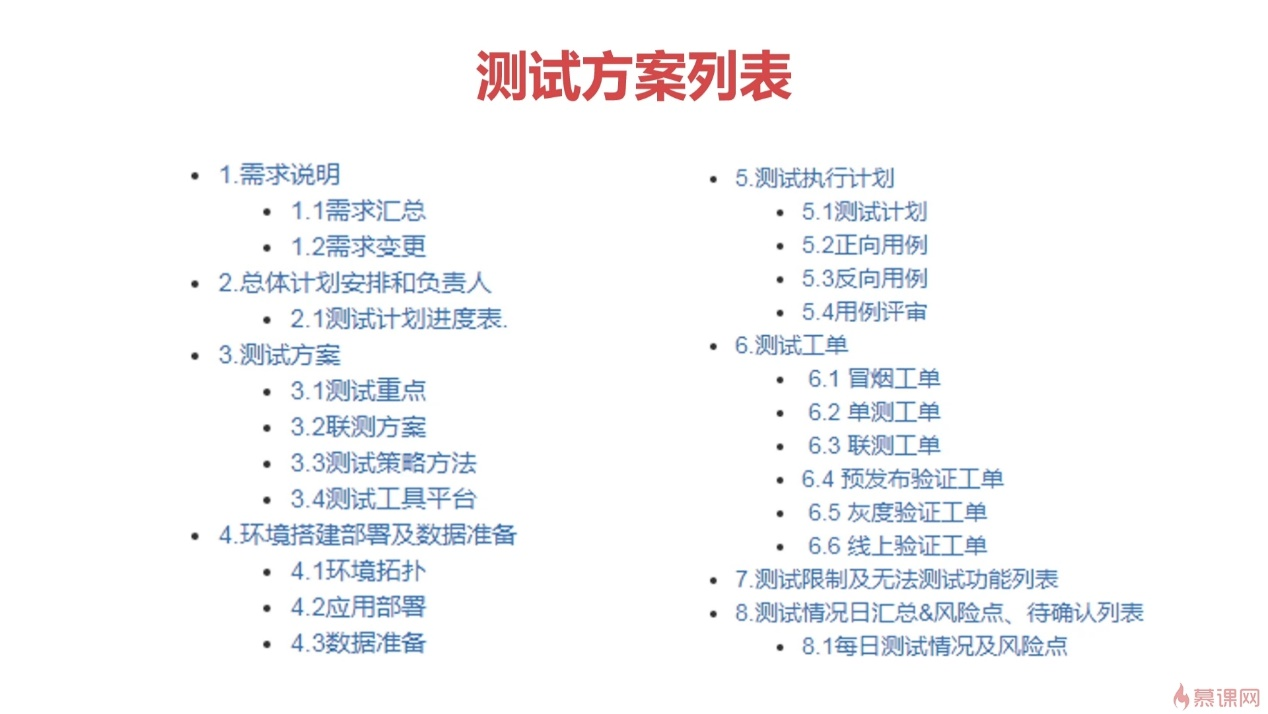 测试方案列表
1.需求说明
1.1需求汇总
1.2需求变更
2.总体计划安排和负责人
2.1测试计划进度表.
3.测试方案
3.1测试重点
3.2联测方案
3.3测试策略方法
3.4测试工具平台
4.环境搭建部署及数据准备
4.1环境拓扑
4.2应用部署
4.3数据准备
5.测试执行计划
5.1测试计划
5.2正向用例
5.3反向用例
5.4用例评审
6.测试工单
6.1 冒烟工单
6.2 单测工单
6.3 联测工单
6.4 预发布验证工单
6.5 灰度验证工单
6.6 线上验证工单
7.测试限制及无法测试功能列表
8.测试情况日汇总&风险点、待确认列表
8.1每日测试情况及风险点
慕课网